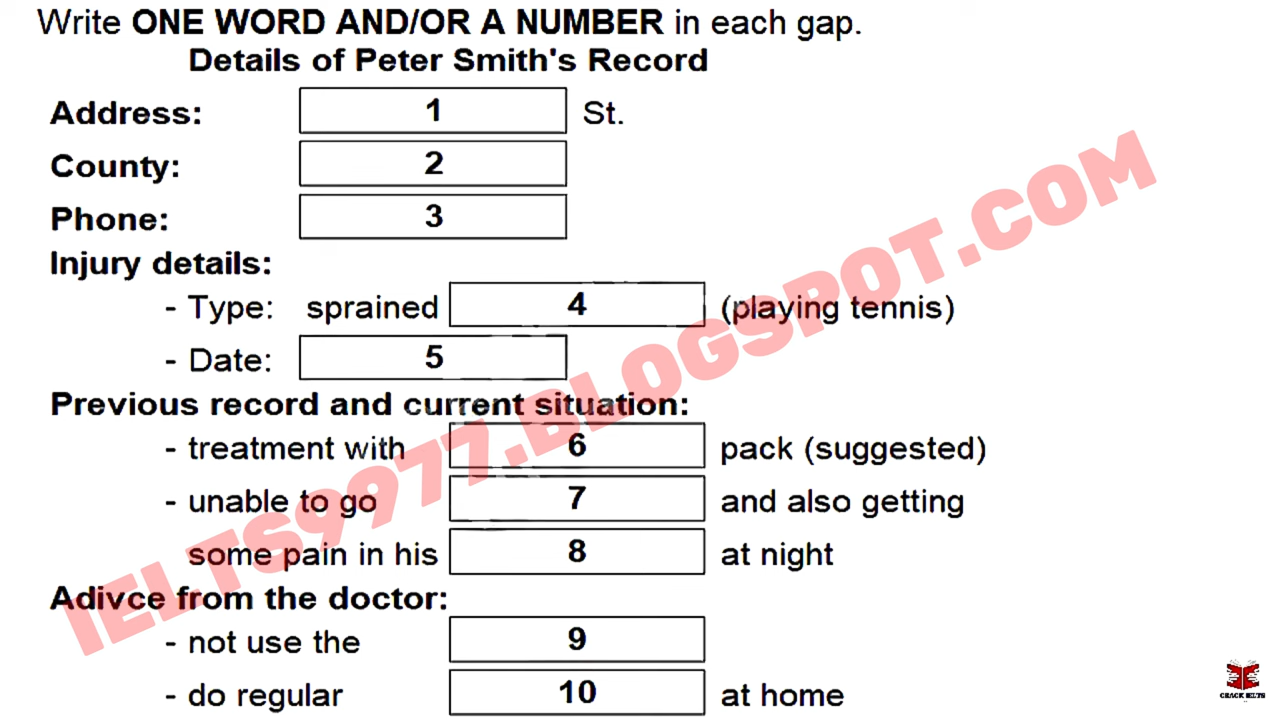 Write ONE WORD AND/OR A NUMBER in each gap.
Details of Peter Smith's Record
Address: 1 St.
County: 2
Phone: 3
Injury details:
- Type: sprained 4 (playing tennis)
- Date: 5
Previous record and current situation:
- treatment with 6 pack (suggested)
- unable to go 7 and also getting
some pain in his 8 at night
Adivce from the doctor:
- not use the 9
- do regular 10 at home
IELTS9977.BLOGSPOT.COM
CRACK IELTS